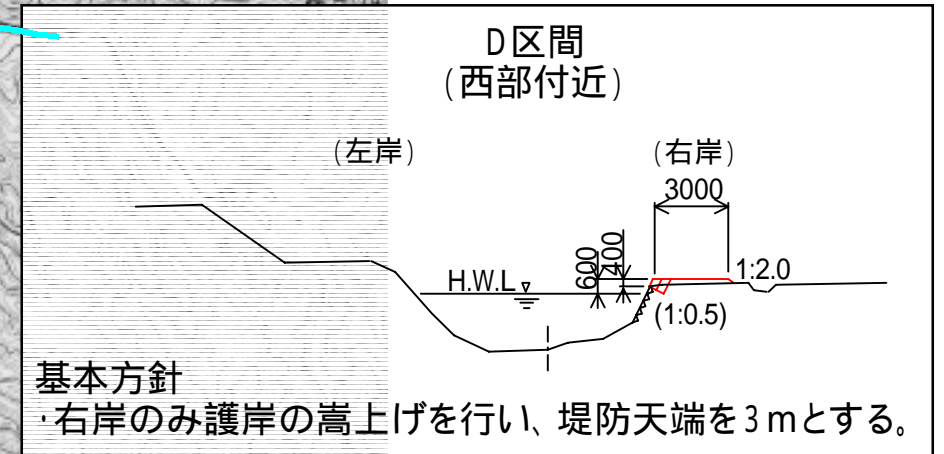 D区間
(西部付近)
(左岸) (右岸)
3000
600 400
H.W.L 1:2.0
(1:0.5)
基本方針
・右岸のみ護岸の嵩上げを行い、堤防天端を3mとする。